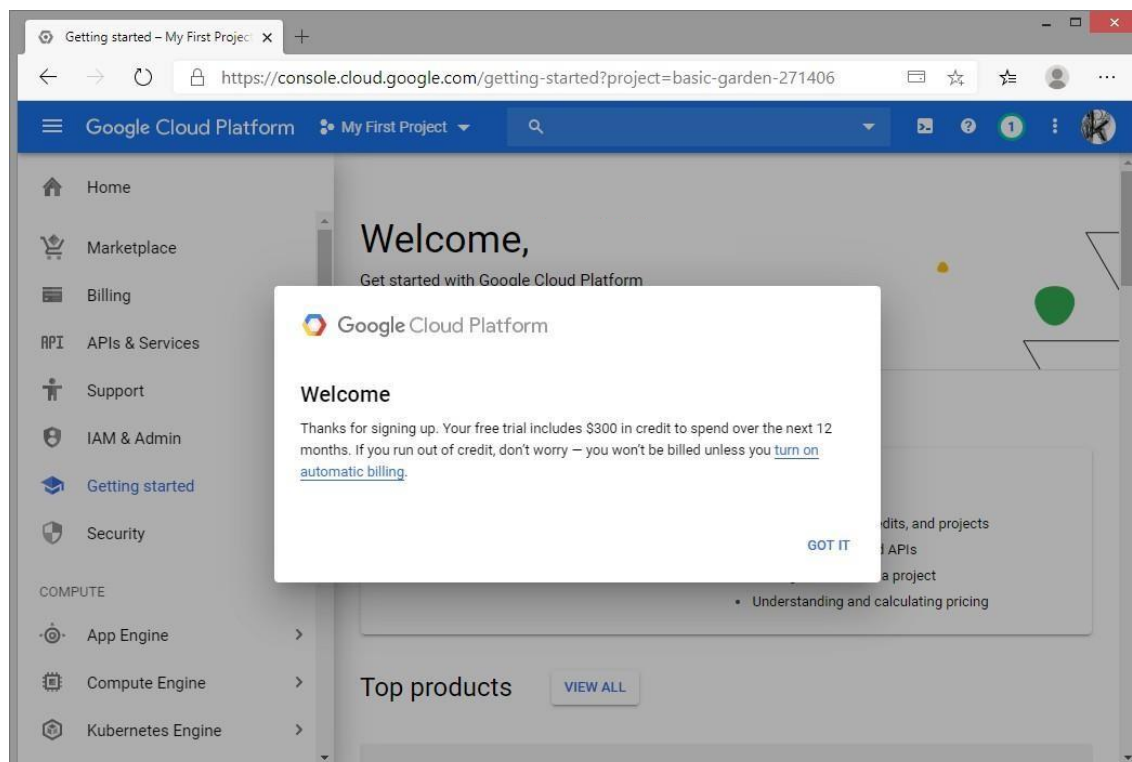 Getting started – My First Projec
https://console.cloud.google.com/getting-started?project=basic-garden-271406
Google Cloud Platform
My First Project
1
Home
Marketplace
Billing
API
APIs & Services
Support
IAM & Admin
Getting started
Security
COMPUTE
App Engine
Compute Engine
Kubernetes Engine
Welcome,
Get started with Google Cloud Platform
Google Cloud Platform
Welcome
Thanks for signing up. Your free trial includes $300 in credit to spend over the next 12
months. If you run out of credit, don't worry — you won't be billed unless you turn on
automatic billing.
GOT IT
and projects
APIs
a project
Understanding and calculating pricing
Top products
VIEW ALL